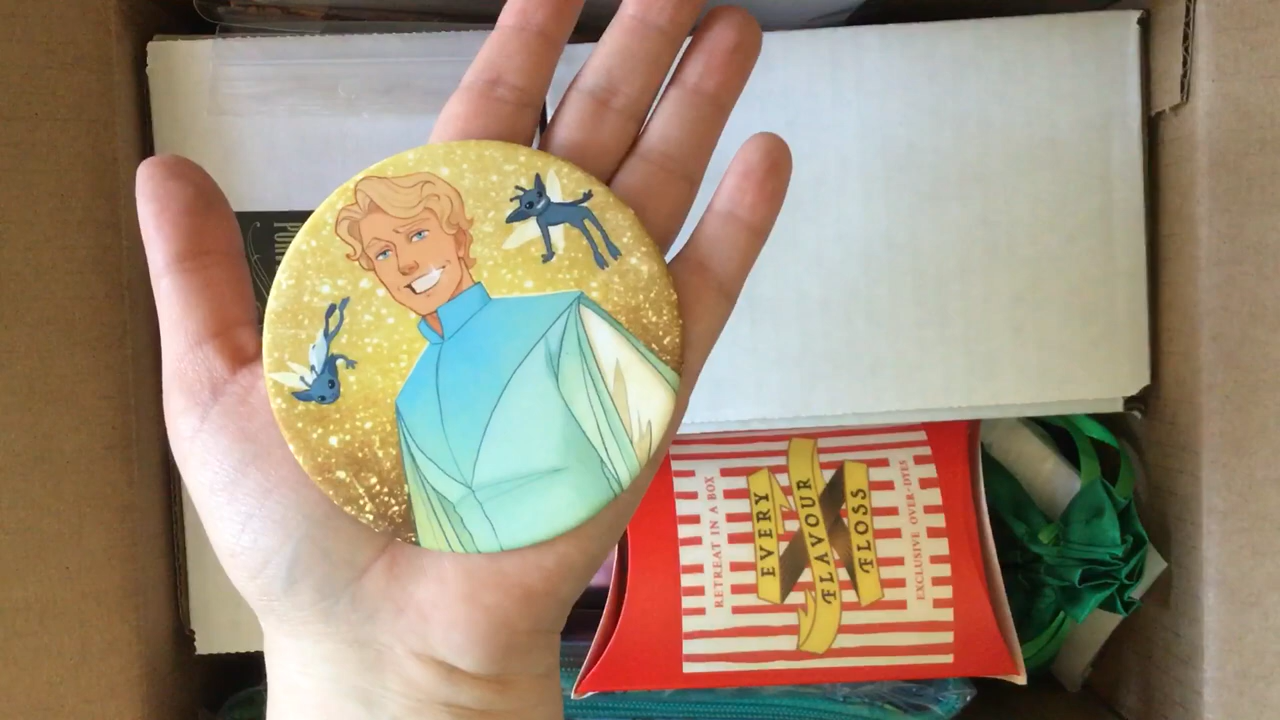 RETREAT IN A BOX
EVERY
FLAVOUR
FLOSS
EXCLUSIVE OVER-DYES